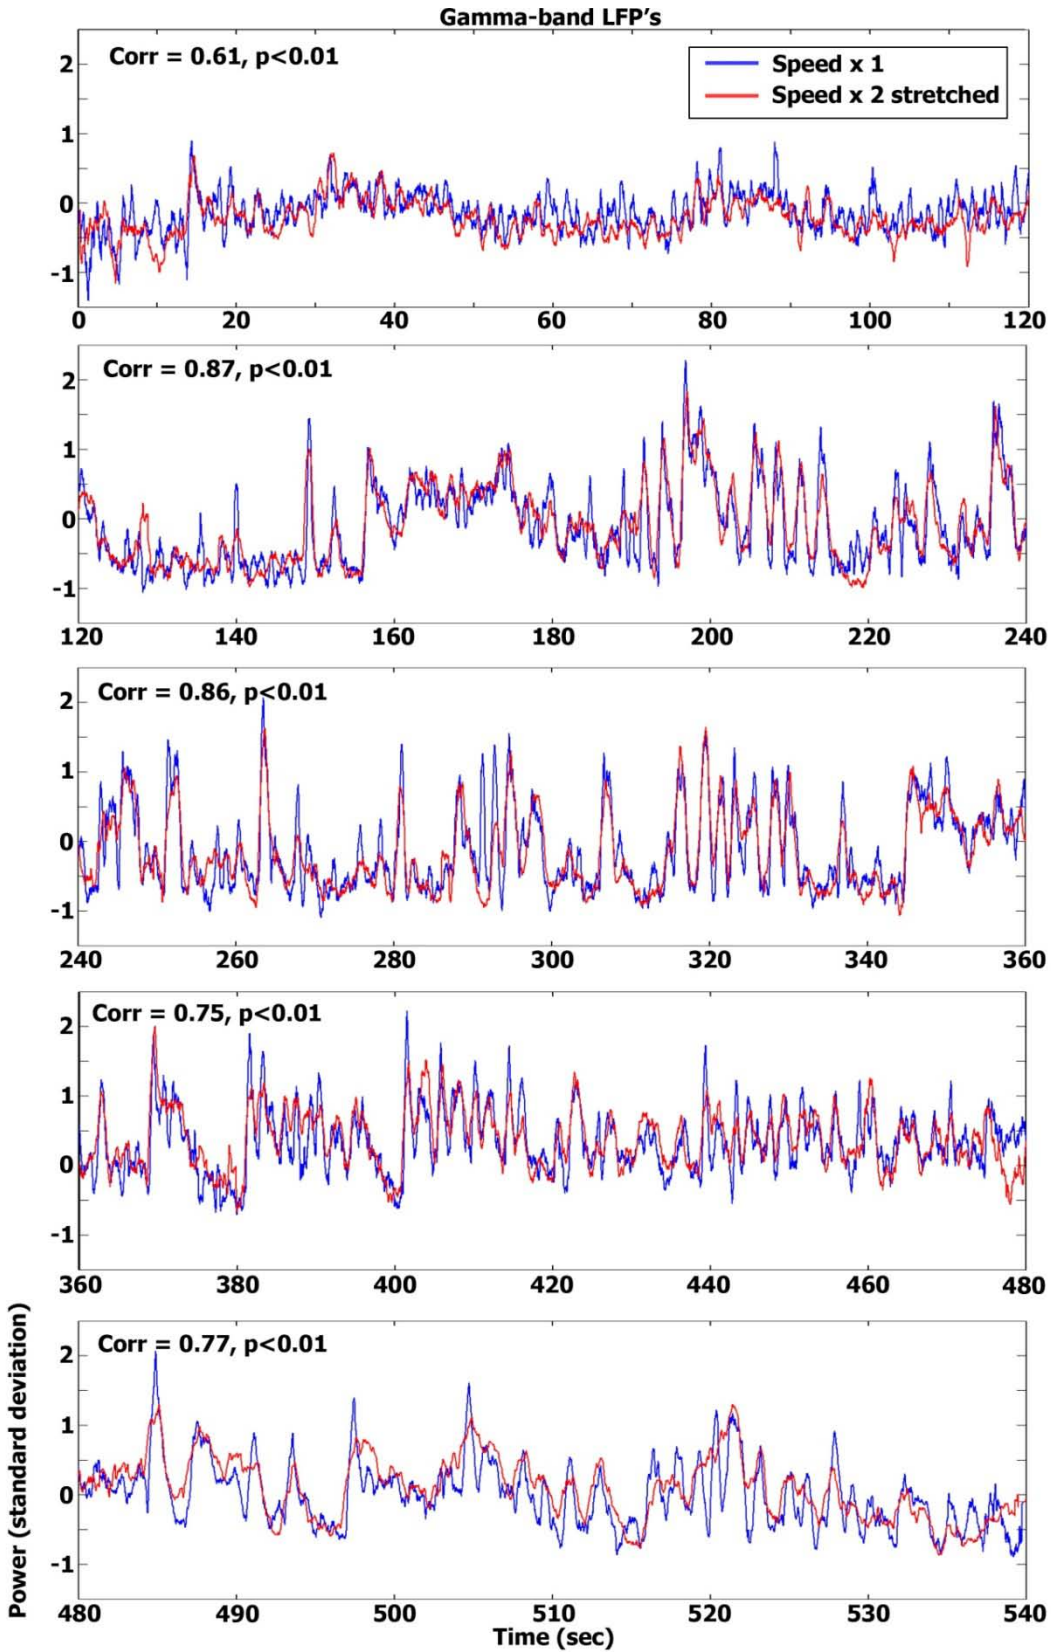 Gamma-band LFP's
Corr = 0.61, p<0.01
Speed x 1
Speed x 2 stretched
2
1
0
-1
0 20 40 60 80 100 120
Corr = 0.87, p<0.01
2
1
0
-1
120 140 160 180 200 220 240
Corr = 0.86, p<0.01
2
1
0
-1
240 260 280 300 320 340 360
Corr = 0.75, p<0.01
2
1
0
-1
360 380 400 420 440 460 480
Corr = 0.77, p<0.01
2
1
0
-1
480 490 500 510 520 530 540
Power (standard deviation)
Time (sec)